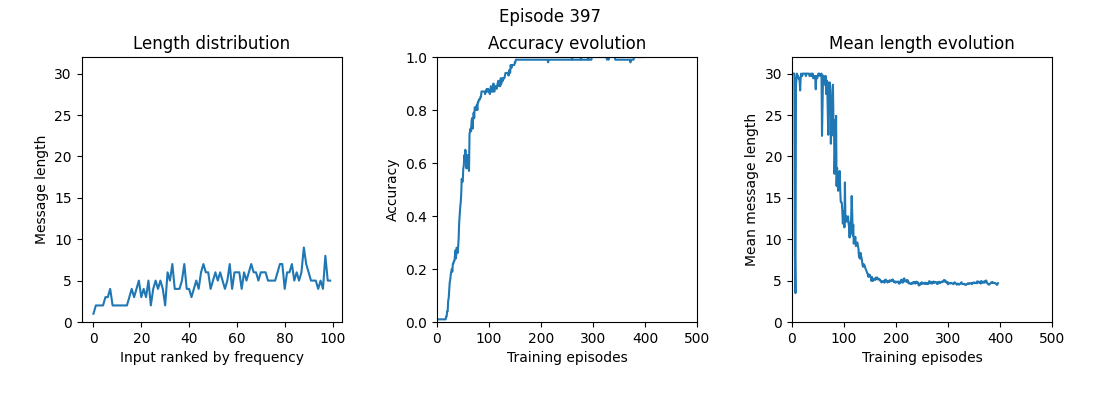 Episode 397
Length distribution
Message length
30
25
20
15
10
5
0
0 20 40 60 80 100
Input ranked by frequency
Accuracy evolution
Accuracy
1.0
0.8
0.6
0.4
0.2
0.0
0 100 200 300 400 500
Training episodes
Mean length evolution
Mean message length
30
25
20
15
10
5
0
0 100 200 300 400 500
Training episodes